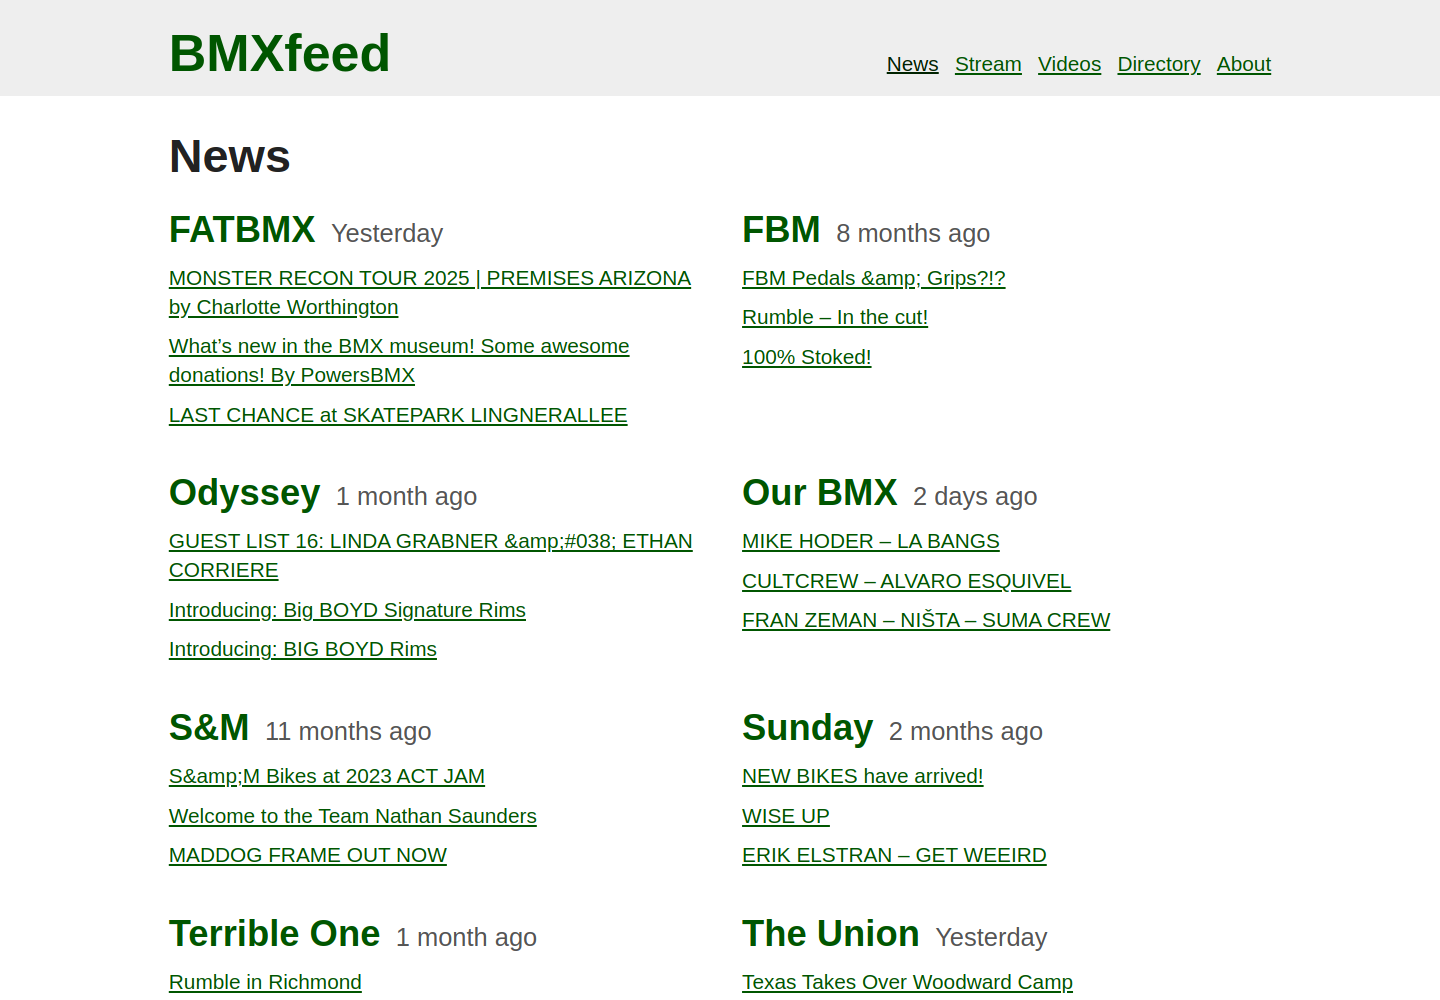 BMXfeed
News Stream Videos Directory About
News
FATBMX Yesterday
MONSTER RECON TOUR 2025 | PREMISES ARIZONA
by Charlotte Worthington
What’s new in the BMX museum! Some awesome
donations! By PowersBMX
LAST CHANCE at SKATEPARK LINGNERALLEE
FBM 8 months ago
FBM Pedals &amp; Grips?!?
Rumble – In the cut!
100% Stoked!
Odyssey 1 month ago
GUEST LIST 16: LINDA GRABNER &amp;#038; ETHAN
CORRIERE
Introducing: Big BOYD Signature Rims
Introducing: BIG BOYD Rims
Our BMX 2 days ago
MIKE HODER – LA BANGS
CULTCREW – ALVARO ESQUIVEL
FRAN ZEMAN – NIŠTA – SUMA CREW
S&M 11 months ago
S&amp;M Bikes at 2023 ACT JAM
Welcome to the Team Nathan Saunders
MADDOG FRAME OUT NOW
Sunday 2 months ago
NEW BIKES have arrived!
WISE UP
ERIK ELSTRAN – GET WEEIRD
Terrible One 1 month ago
Rumble in Richmond
The Union Yesterday
Texas Takes Over Woodward Camp